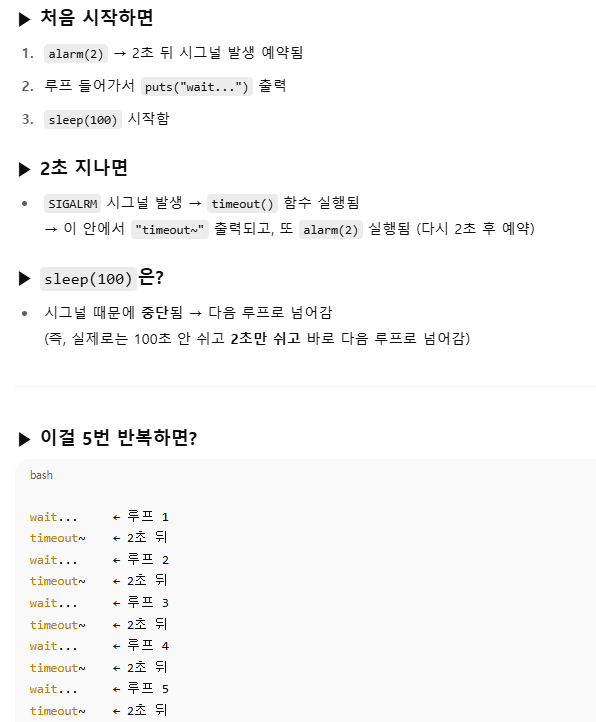 ▶ 처음 시작하면
1. alarm(2) → 2초 뒤 시그널 발생 예약됨
2. 루프 들어가서 puts("wait...") 출력
3. sleep(100) 시작함
▶ 2초 지나면
• SIGALRM 시그널 발생 → timeout() 함수 실행됨
→ 이 안에서 "timeout~" 출력되고, 또 alarm(2) 실행됨 (다시 2초 후 예약)
▶ sleep(100) 은?
• 시그널 때문에 중단됨 → 다음 루프로 넘어감
(즉, 실제로는 100초 안 쉬고 2초만 쉬고 바로 다음 루프로 넘어감)
▶ 이걸 5번 반복하면?
bash
wait... ← 루프 1
timeout~ ← 2초 뒤
wait... ← 루프 2
timeout~ ← 2초 뒤
wait... ← 루프 3
timeout~ ← 2초 뒤
wait... ← 루프 4
timeout~ ← 2초 뒤
wait... ← 루프 5
timeout~ ← 2초 뒤